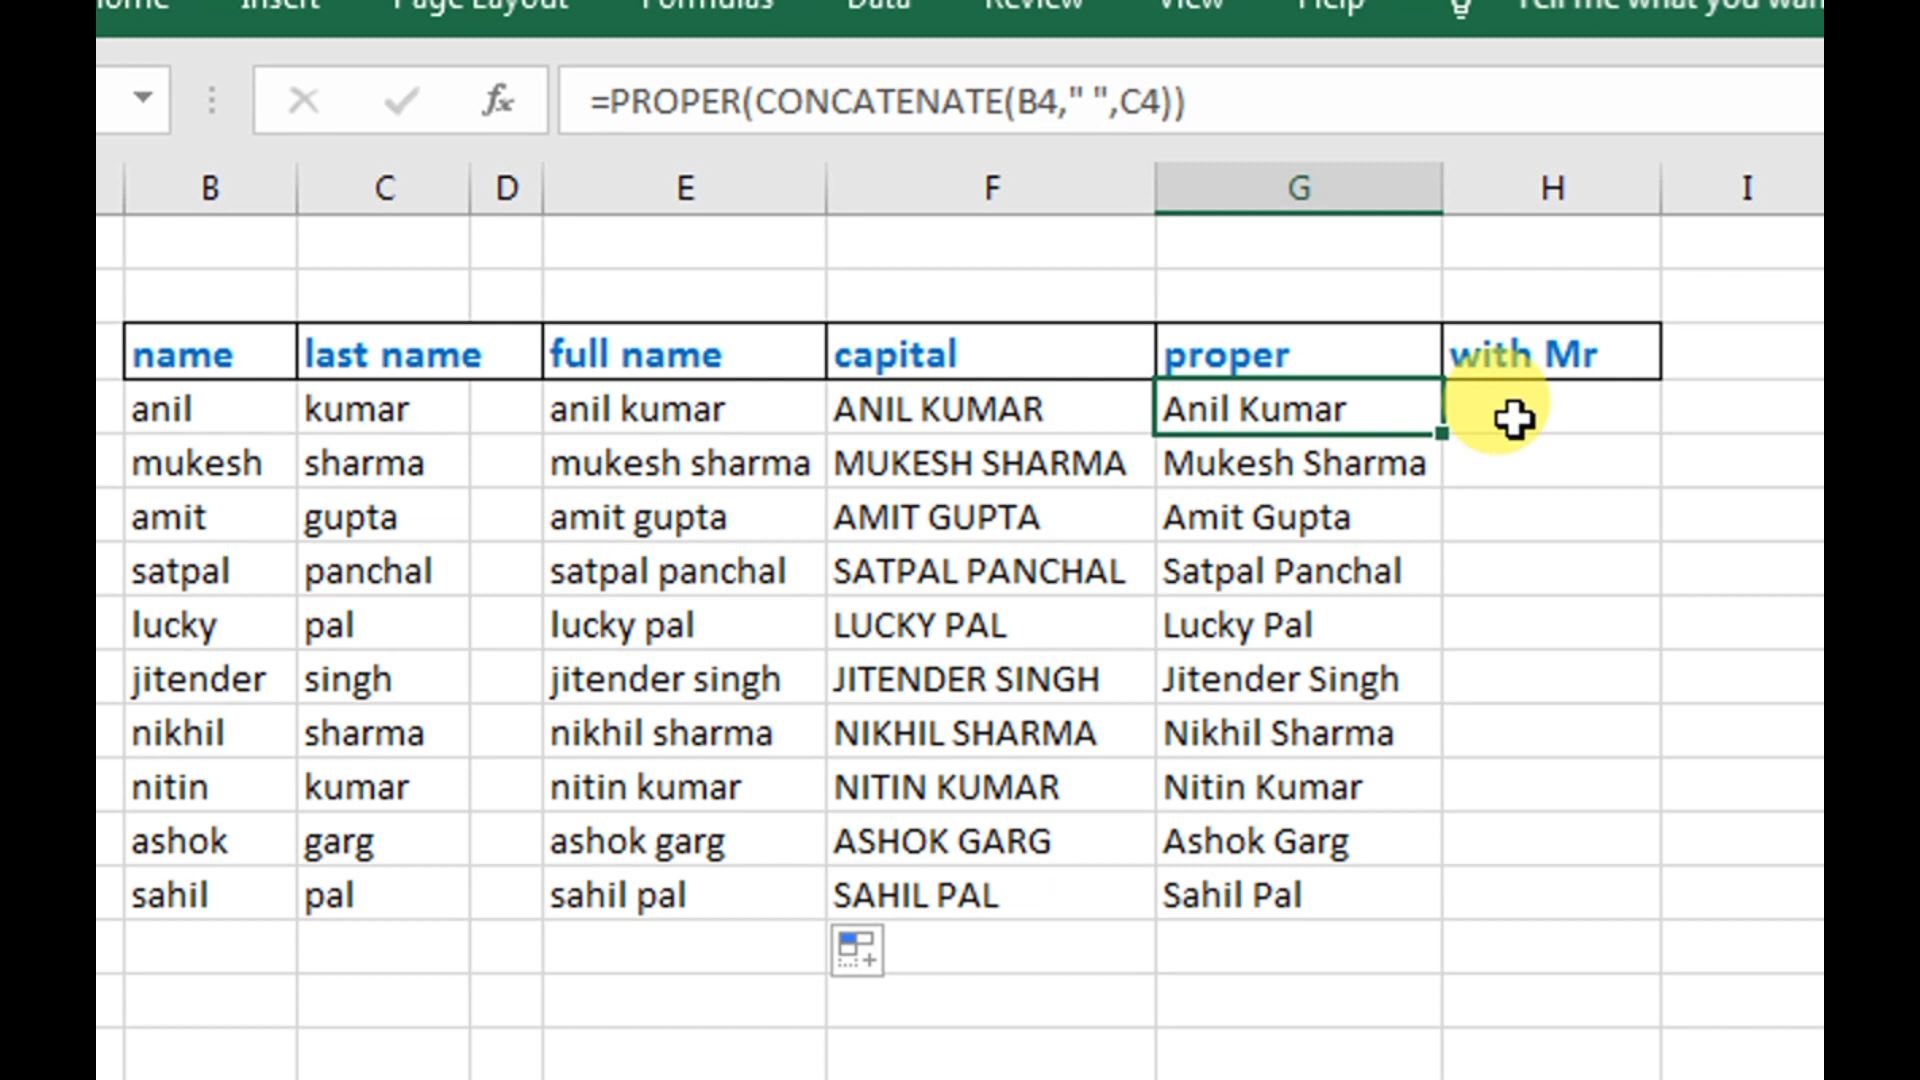 Home Insert Page Layout Formulas Data Review View Help Tell me what you wan
fx =PROPER(CONCATENATE(B4," ",C4))
B C D E F G H I
name last name full name capital proper with Mr
anil kumar anil kumar ANIL KUMAR Anil Kumar
mukesh sharma mukesh sharma MUKESH SHARMA Mukesh Sharma
amit gupta amit gupta AMIT GUPTA Amit Gupta
satpal panchal satpal panchal SATPAL PANCHAL Satpal Panchal
lucky pal lucky pal LUCKY PAL Lucky Pal
jitender singh jitender singh JITENDER SINGH Jitender Singh
nikhil sharma nikhil sharma NIKHIL SHARMA Nikhil Sharma
nitin kumar nitin kumar NITIN KUMAR Nitin Kumar
ashok garg ashok garg ASHOK GARG Ashok Garg
sahil pal sahil pal SAHIL PAL Sahil Pal